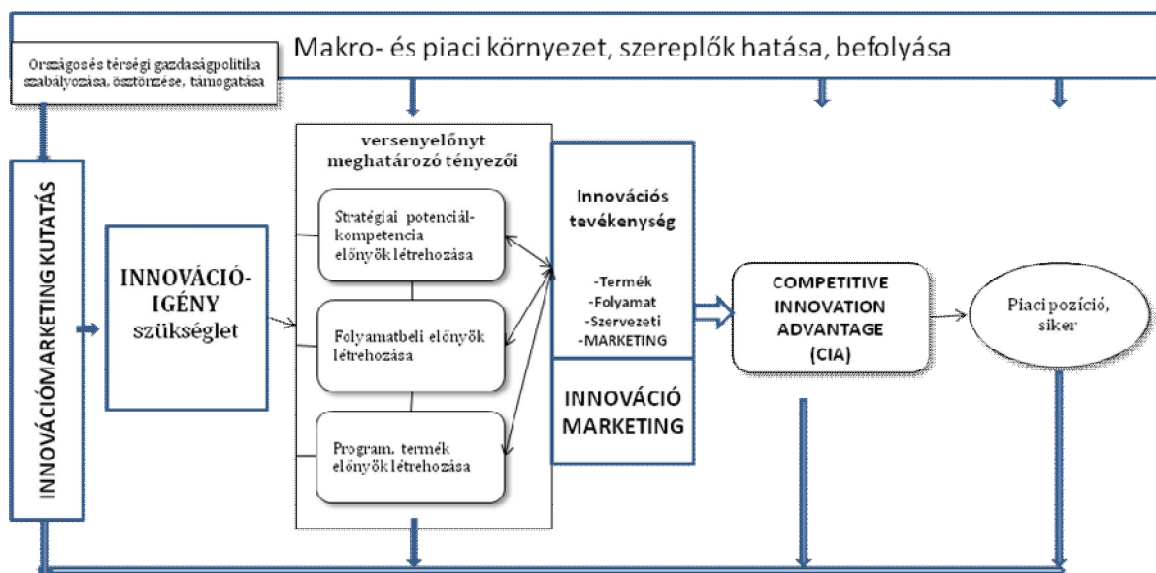 Makro- és piaci környezet, szereplők hatása, befolyása
Országos és térségi gazdaságpolitika
szabályozása, ösztönzése, támogatása
INNOVÁCIÓMARKETINGKUTATÁS
INNOVÁCIÓ-
IGÉNY
szükséglet
versenyelőnyt
meghatározó tényezői
Stratégiai potenciál-
kompetencia
előnyök létrehozása
Folyamatbeli előnyök
létrehozása
Program, termék
előnyök létrehozása
Innovációs
tevékenység
-Termék
-Folyamat
-Szervezeti
-MARKETING
INNOVÁCIÓ
MARKETING
COMPETITIVE
INNOVATION
ADVANTAGE
(CIA)
Piaci pozíció,
siker